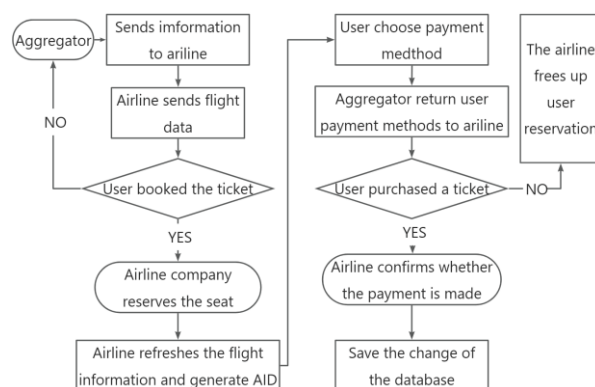 Aggregator
Sends imformation
to ariline
Airline sends flight
data
NO
User booked the ticket
YES
Airline company
reserves the seat
Airline refreshes the flight
information and generate AID
User choose payment
medthod
Aggregator return user
payment methods to ariline
User purchased a ticket
NO
The airline
frees up
user
reservation
YES
Airline confirms whether
the payment is made
Save the change of
the database